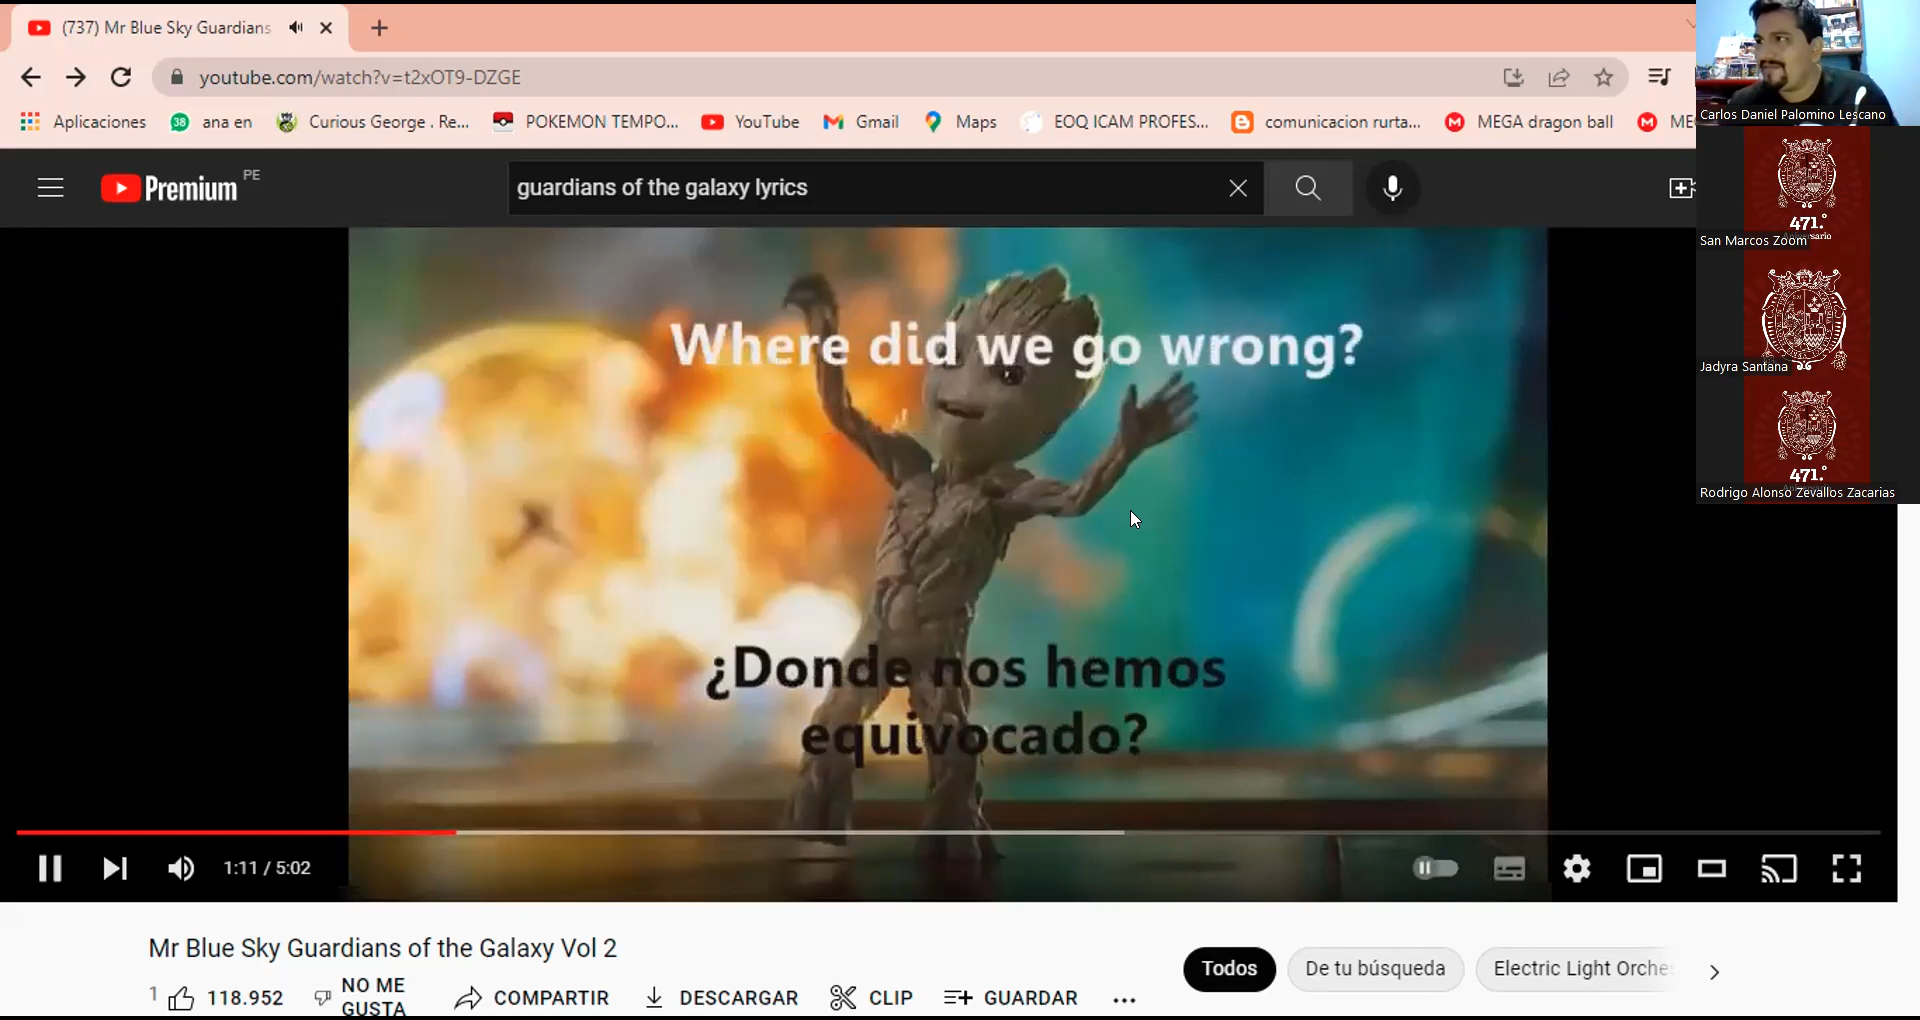 (737) Mr Blue Sky Guardians
youtube.com/watch?v=t2xOT9-DZGE
Aplicaciones
38
ana en
Curious George . Re...
POKEMON TEMPO...
YouTube
Gmail
Maps
EOQ ICAM PROFES...
comunicacion rurta...
MEGA dragon ball
Premium PE
guardians of the galaxy lyrics
Carlos Daniel Palomino Lescano
471.°
San Marcos Zoom
Jadyra Santana
471.°
Rodrigo Alonso Zevallos Zacarias
Where did we go wrong?
¿Donde nos hemos
equivocado?
1:11 / 5:02
Mr Blue Sky Guardians of the Galaxy Vol 2
1
118.952
NO ME
GUSTA
COMPARTIR
DESCARGAR
CLIP
GUARDAR
Todos
De tu búsqueda
Electric Light Orches